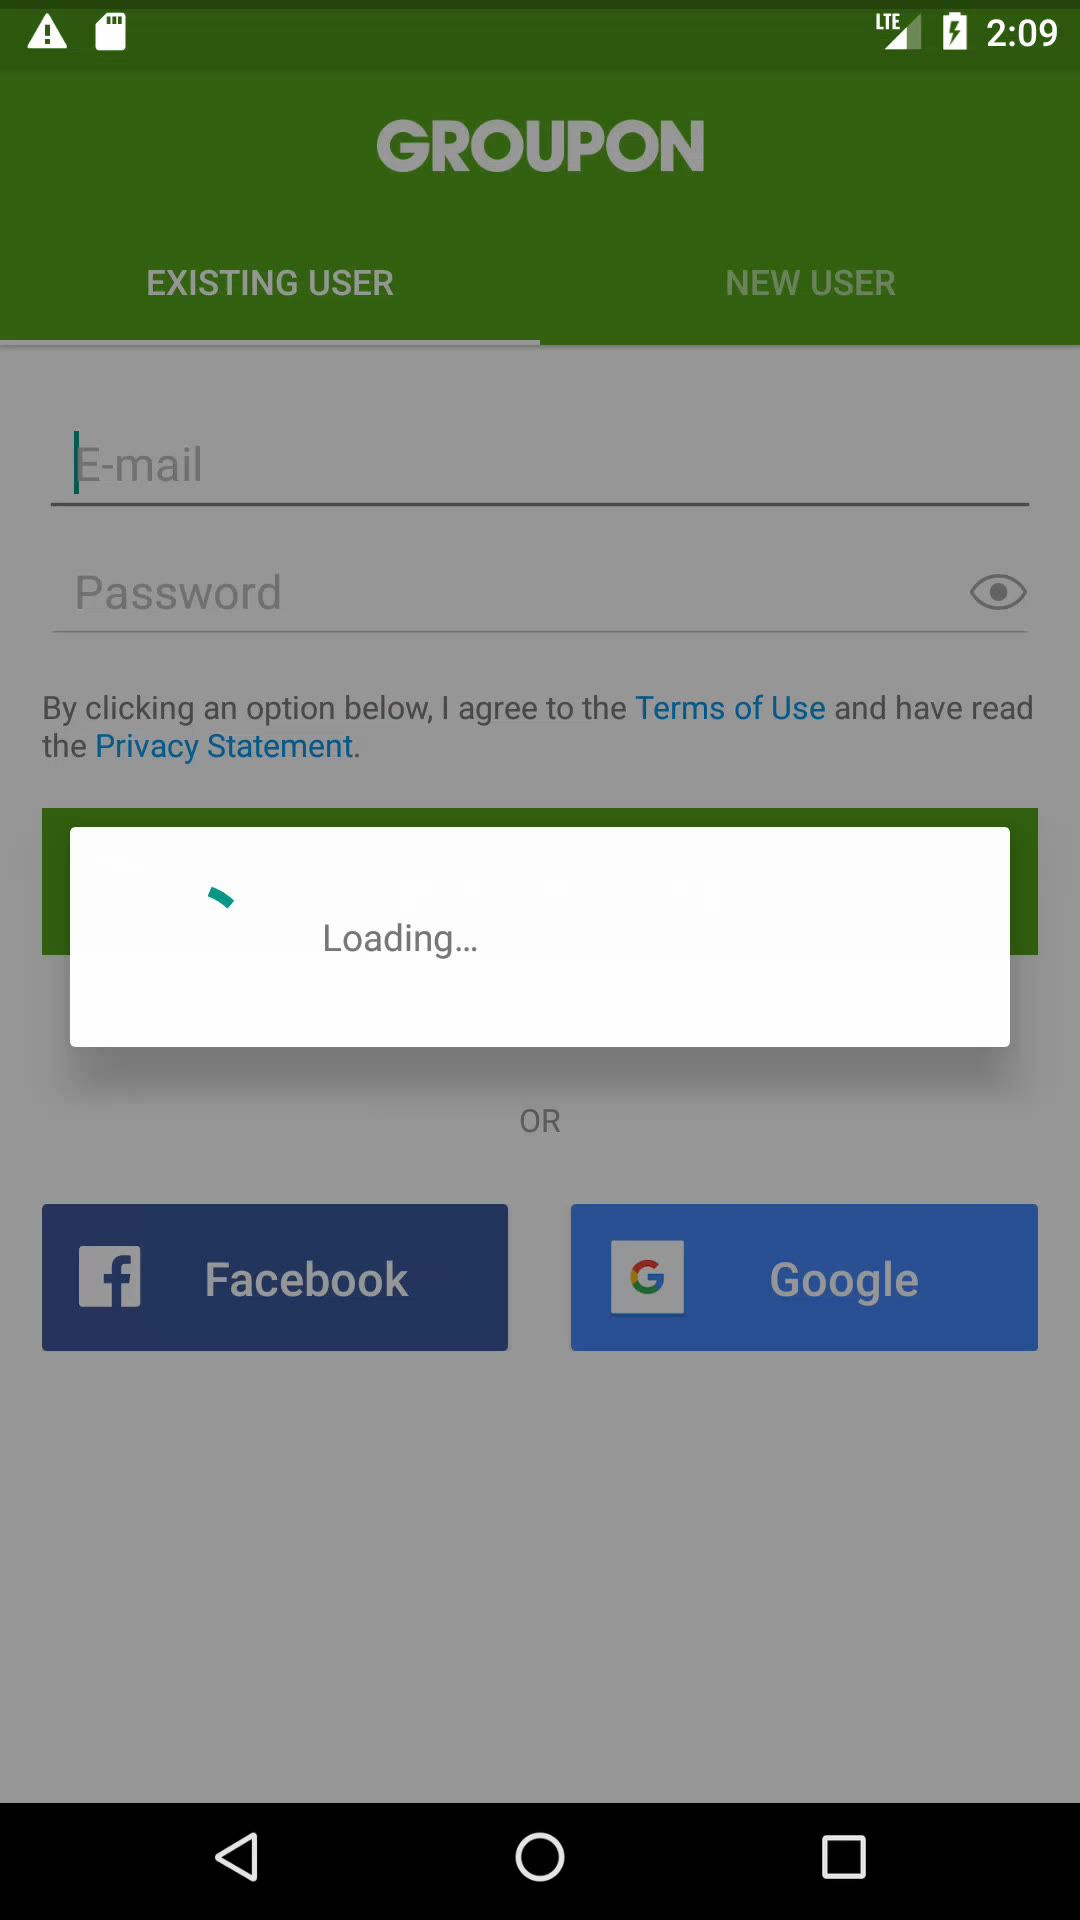 LTE 2:09
GROUPON
EXISTING USER NEW USER
E-mail
Password
By clicking an option below, I agree to the Terms of Use and have read
the Privacy Statement.
Loading...
OR
Facebook Google